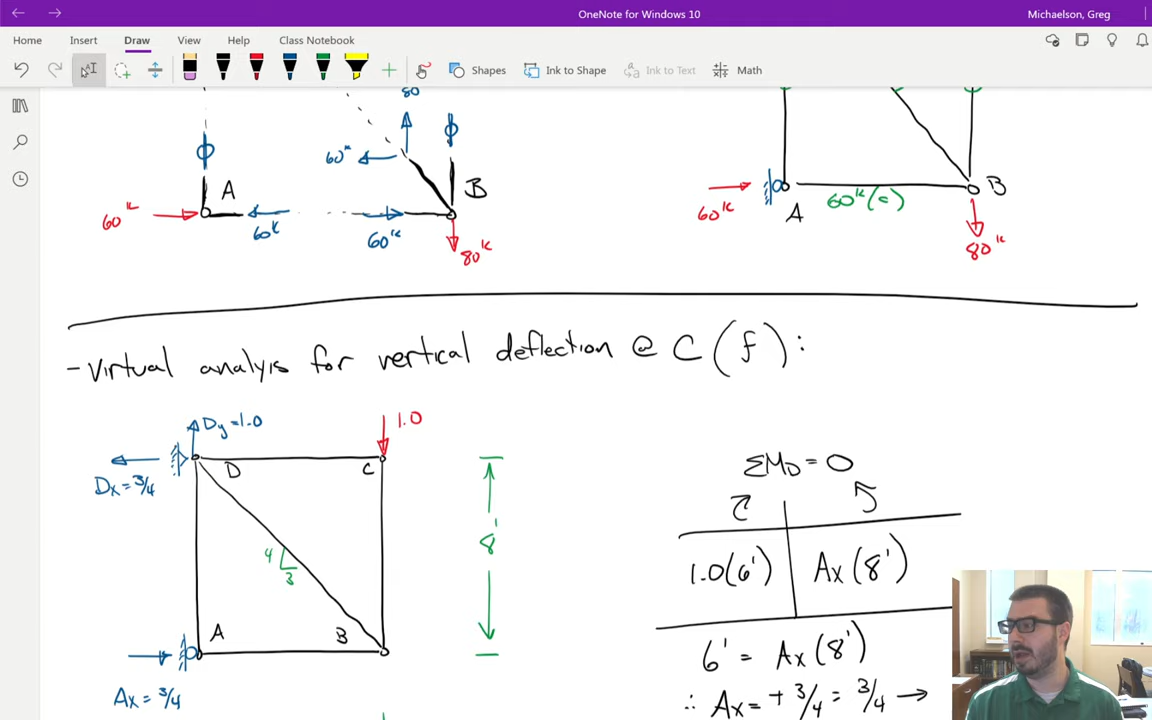 OneNote for Windows 10
Michaelson, Greg
Home Insert Draw View Help Class Notebook
Shapes Ink to Shape Ink to Text Math
80
60ᵏ ϕ ϕ
A B
60ᵏ 60ᵏ 60ᵏ
80ᵏ
60ᵏ A 60ᵏ(c) B
80ᵏ
- Virtual analyis for vertical deflection @ C (f):
Dy = 1.0 1.0
D C
Dx = 3/4
4
3
8'
A B
Ax = 3/4
ΣM_D = 0
1.0(6') Ax(8')
6' = Ax(8')
∴ Ax = + 3/4 = 3/4 →